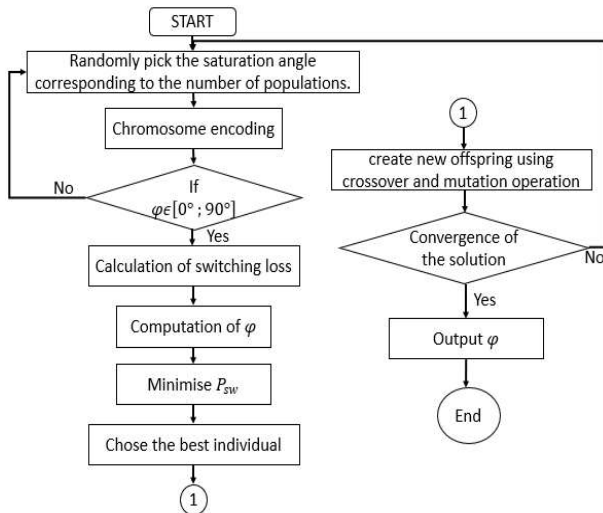 START
Randomly pick the saturation angle
corresponding to the number of populations.
Chromosome encoding
If
φϵ[0° ; 90°]
No
Yes
Calculation of switching loss
Computation of φ
Minimise Psw
Chose the best individual
1
1
create new offspring using
crossover and mutation operation
Convergence of
the solution
No
Yes
Output φ
End